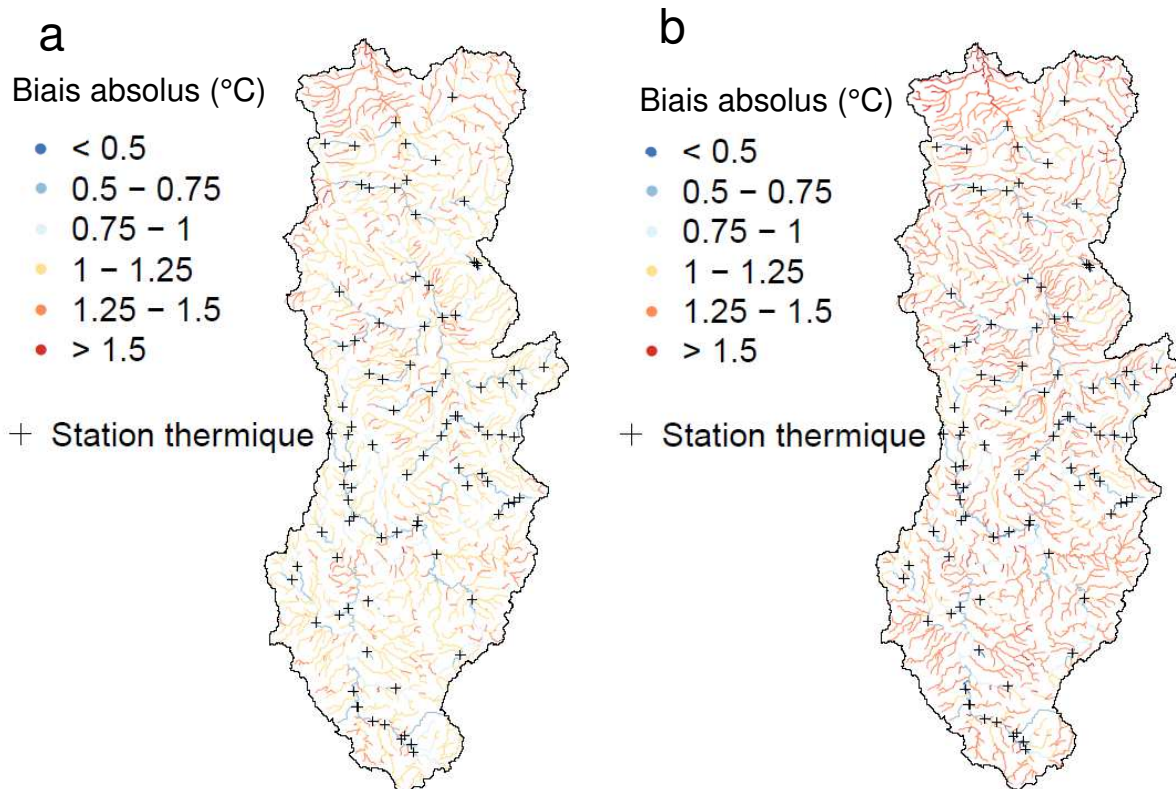 a
Biais absolus (°C)
< 0.5
0.5 − 0.75
0.75 − 1
1 − 1.25
1.25 − 1.5
> 1.5
Station thermique
b
Biais absolus (°C)
< 0.5
0.5 − 0.75
0.75 − 1
1 − 1.25
1.25 − 1.5
> 1.5
Station thermique